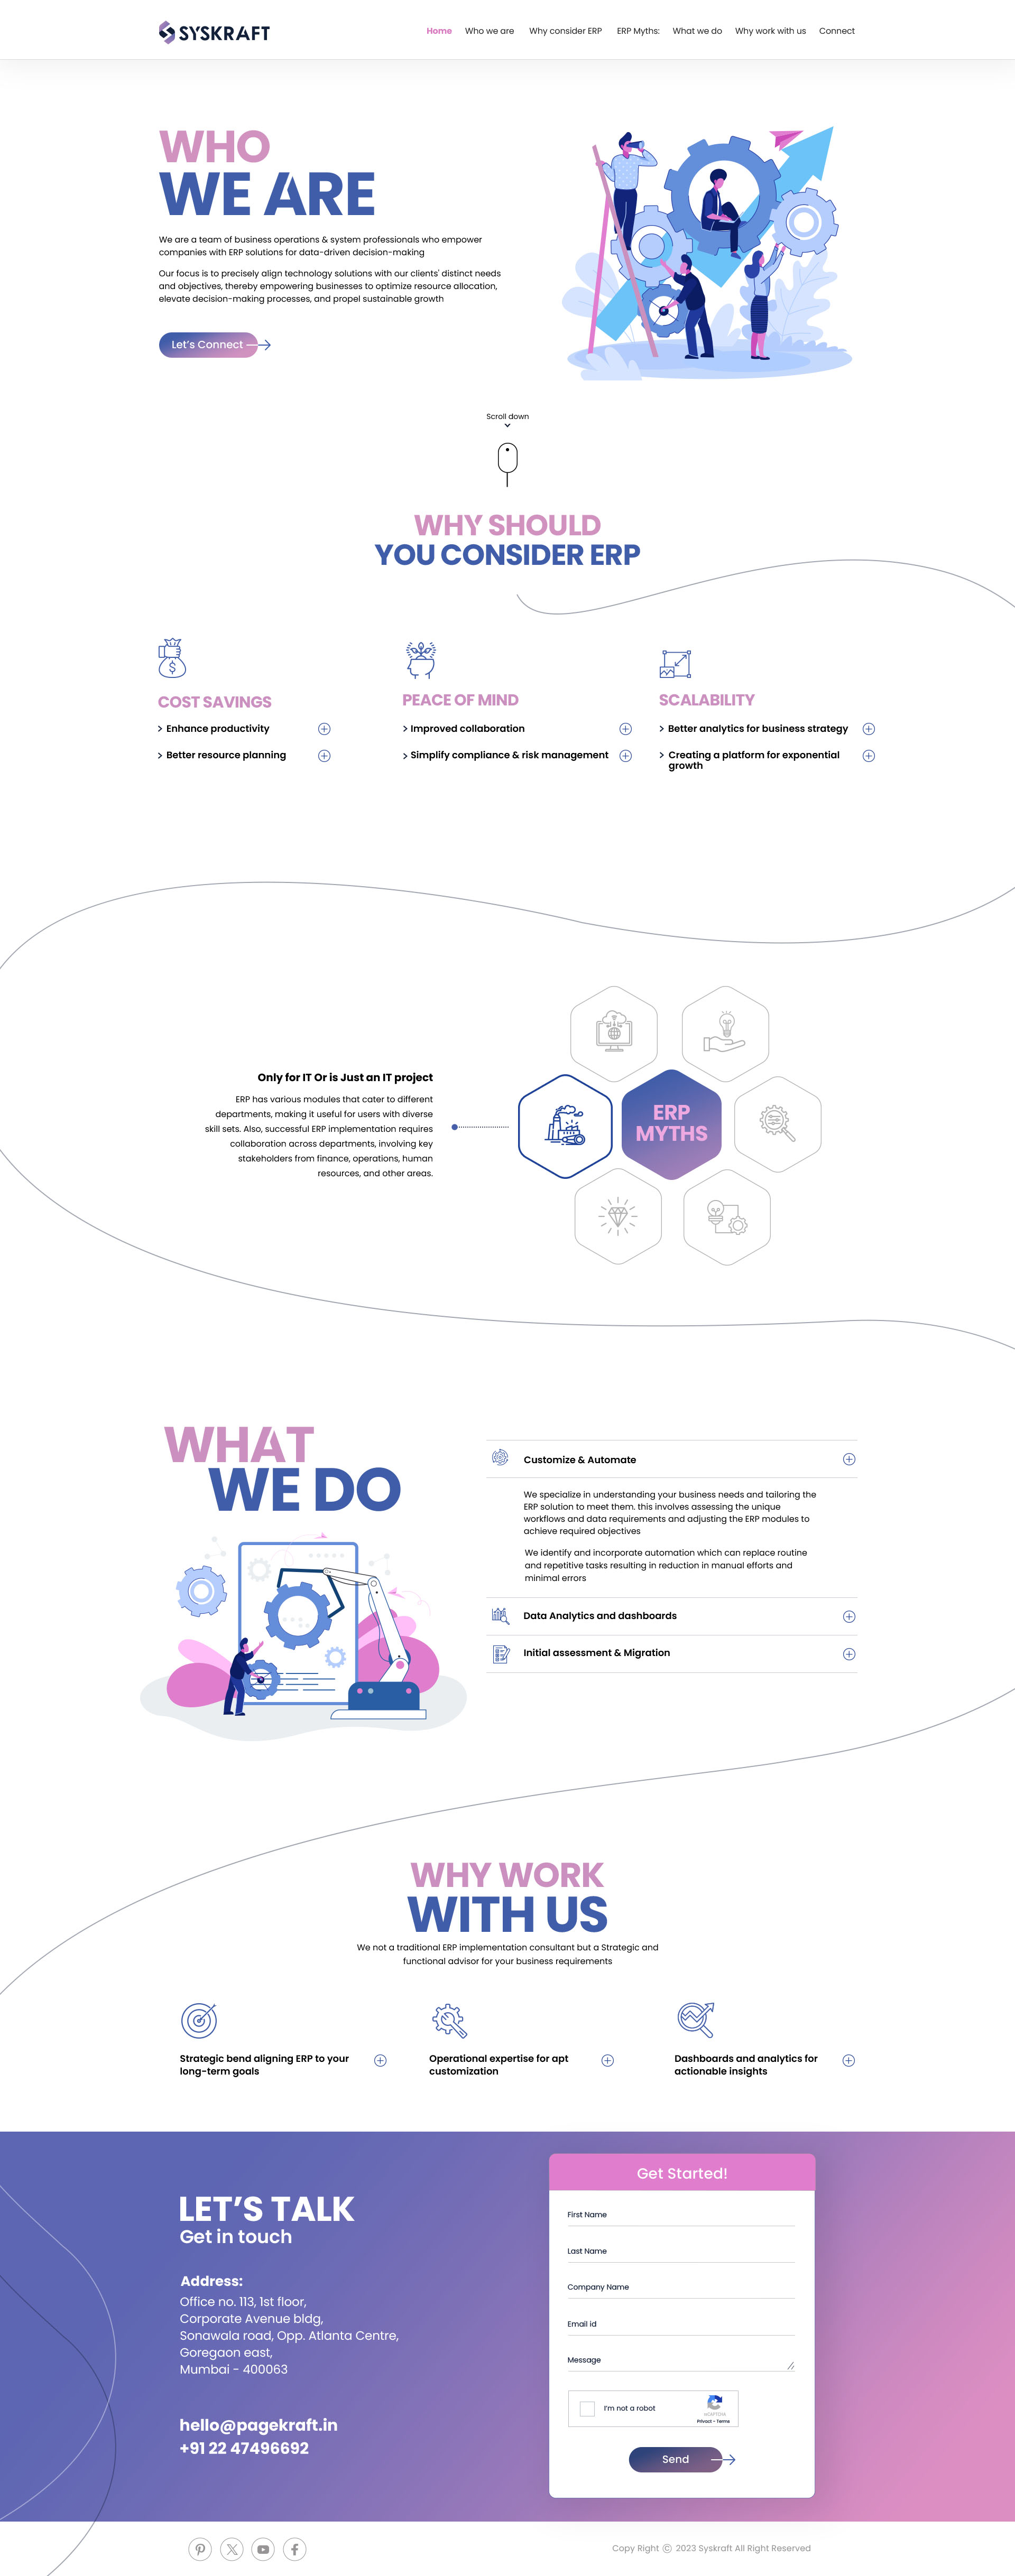 SYSKRAFT
Home Who we are Why consider ERP ERP Myths: What we do Why work with us Connect
WHO
WE ARE
We are a team of business operations & system professionals who empower
companies with ERP solutions for data-driven decision-making
Our focus is to precisely align technology solutions with our clients' distinct needs
and objectives, thereby empowering businesses to optimize resource allocation,
elevate decision-making processes, and propel sustainable growth
Let's Connect
Scroll down
WHY SHOULD
YOU CONSIDER ERP
COST SAVINGS
Enhance productivity
Better resource planning
PEACE OF MIND
Improved collaboration
Simplify compliance & risk management
SCALABILITY
Better analytics for business strategy
Creating a platform for exponential
growth
Only for IT Or is Just an IT project
ERP has various modules that cater to different
departments, making it useful for users with diverse
skill sets. Also, successful ERP implementation requires
collaboration across departments, involving key
stakeholders from finance, operations, human
resources, and other areas.
ERP
MYTHS
WHAT
WE DO
Customize & Automate
We specialize in understanding your business needs and tailoring the
ERP solution to meet them. this involves assessing the unique
workflows and data requirements and adjusting the ERP modules to
achieve required objectives
We identify and incorporate automation which can replace routine
and repetitive tasks resulting in reduction in manual efforts and
minimal errors
Data Analytics and dashboards
Initial assessment & Migration
WHY WORK
WITH US
We not a traditional ERP implementation consultant but a Strategic and
functional advisor for your business requirements
Strategic bend aligning ERP to your
long-term goals
Operational expertise for apt
customization
Dashboards and analytics for
actionable insights
LET'S TALK
Get in touch
Address:
Office no. 113, 1st floor,
Corporate Avenue bldg,
Sonawala road, Opp. Atlanta Centre,
Goregaon east,
Mumbai - 400063
hello@pagekraft.in
+91 22 47496692
Get Started!
First Name
Last Name
Company Name
Email id
Message
I'm not a robot
reCAPTCHA
Privacy - Terms
Send
Copy Right © 2023 Syskraft All Right Reserved